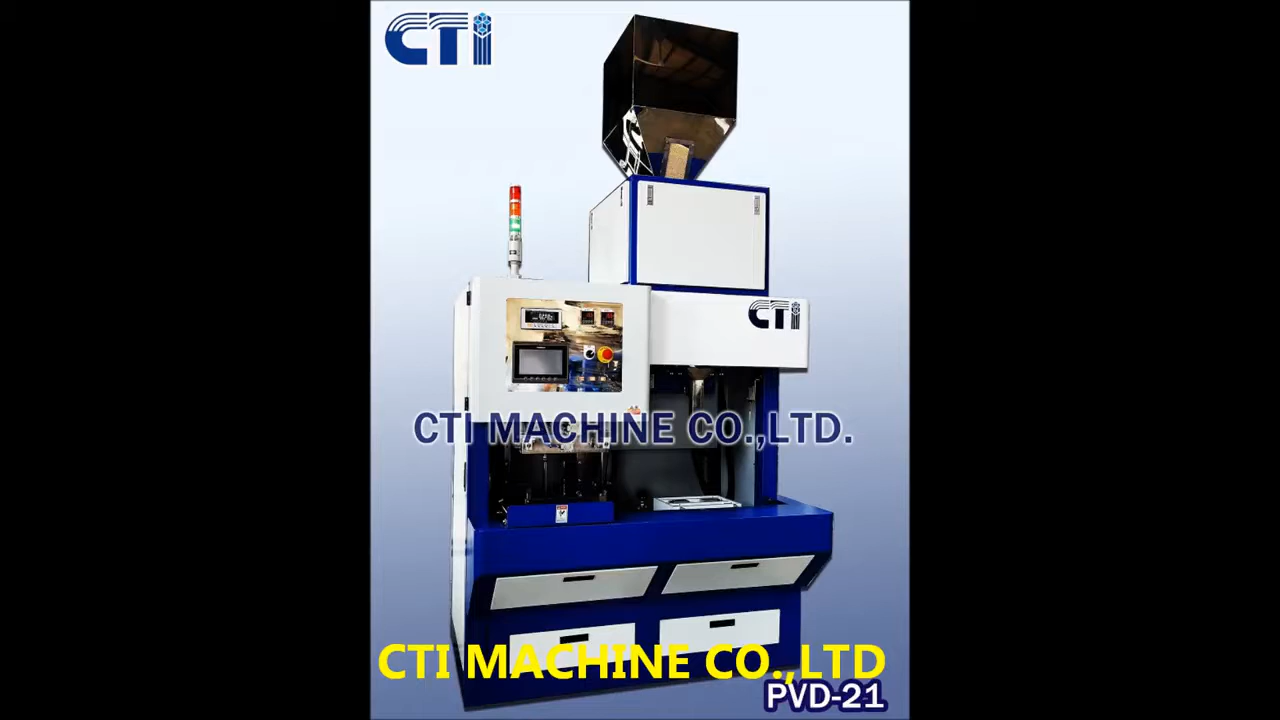 CTi
CTi
CTI MACHINE CO.,LTD.
CTI MACHINE CO.,LTD
PVD-21